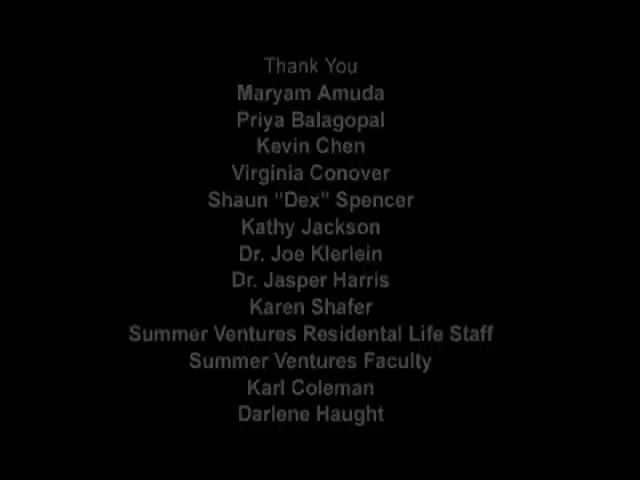 Thank You
Maryam Amuda
Priya Balagopal
Kevin Chen
Virginia Conover
Shaun “Dex” Spencer
Kathy Jackson
Dr. Joe Klerlein
Dr. Jasper Harris
Karen Shafer
Summer Ventures Residental Life Staff
Summer Ventures Faculty
Karl Coleman
Darlene Haught